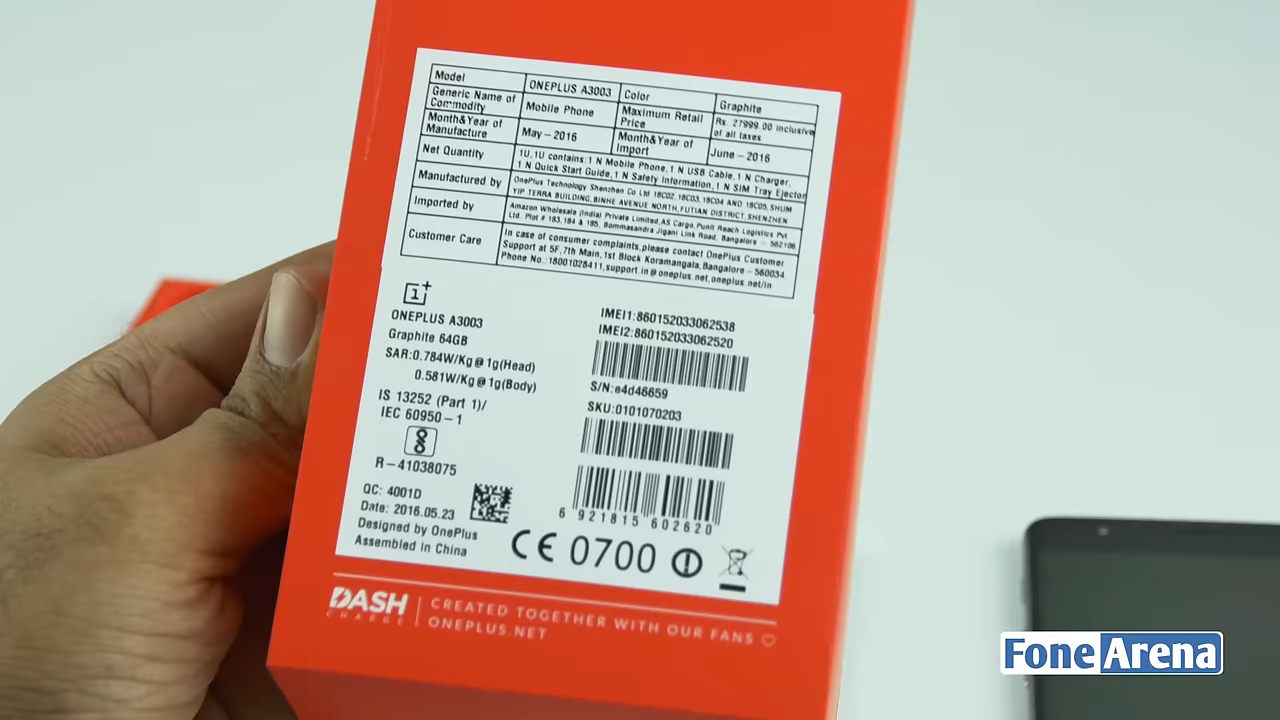 Model ONEPLUS A3003 Color Graphite
Generic Name of Commodity Mobile Phone Maximum Retail Price Rs. 27999.00 inclusive of all taxes
Month&Year of Manufacture May-2016 Month&Year of Import June-2016
Net Quantity 1U, 1U contains: 1 N Mobile Phone, 1 N USB Cable, 1 N Charger,
1 N Quick Start Guide, 1 N Safety Information, 1 N SIM Tray Ejector
Manufactured by OnePlus Technology Shenzhen Co Ltd 18C02, 18C03, 18C04 AND 18C05, SHUM
YIP TERRA BUILDING, BINHE AVENUE NORTH, FUTIAN DISTRICT, SHENZHEN
Imported by Amazon Wholesale (India) Private Limited, AS Cargo, Punit Reach Logistics Pvt
Ltd. Plot # 183, 184 & 185, Bommasandra Jigani Link Road, Bangalore - 562106
Customer Care In case of consumer complaints, please contact OnePlus Customer
Support at 5F, 7th Main, 1st Block Koramangala, Bangalore - 560034
Phone No.:18001028411, support.in@oneplus.net, oneplus.net/in
1+
ONEPLUS A3003
Graphite 64GB
SAR:0.784W/Kg@1g(Head)
0.581W/Kg@1g(Body)
IS 13252 (Part 1)/
IEC 60950-1
R-41038075
QC: 4001D
Date: 2016.05.23
Designed by OnePlus
Assembled in China
IMEI1:860152033062538
IMEI2:860152033062520
S/N:e4d46659
SKU:0101070203
6 921815 602620
CE 0700
DASH
CHARGE
CREATED TOGETHER WITH OUR FANS
ONEPLUS.NET
FoneArena